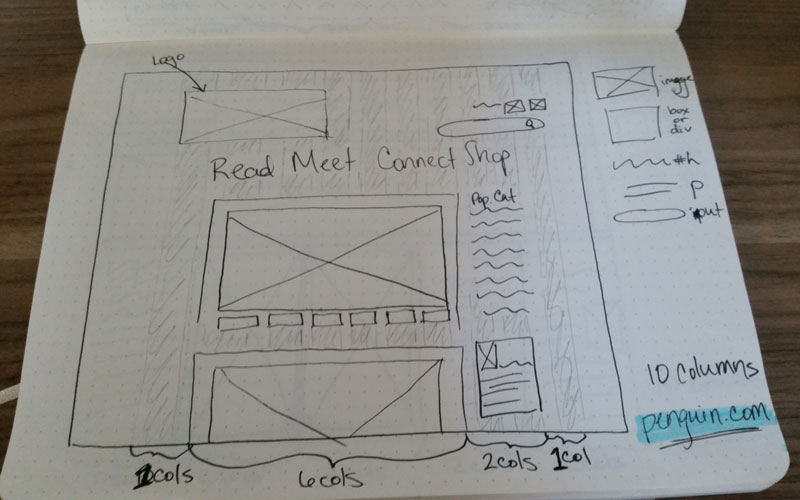 Logo
image
box
or
div
#h
p
input
Read Meet Connect Shop
Pop. Cat
10 columns
penguin.com
cols
6cols
2cols
1col